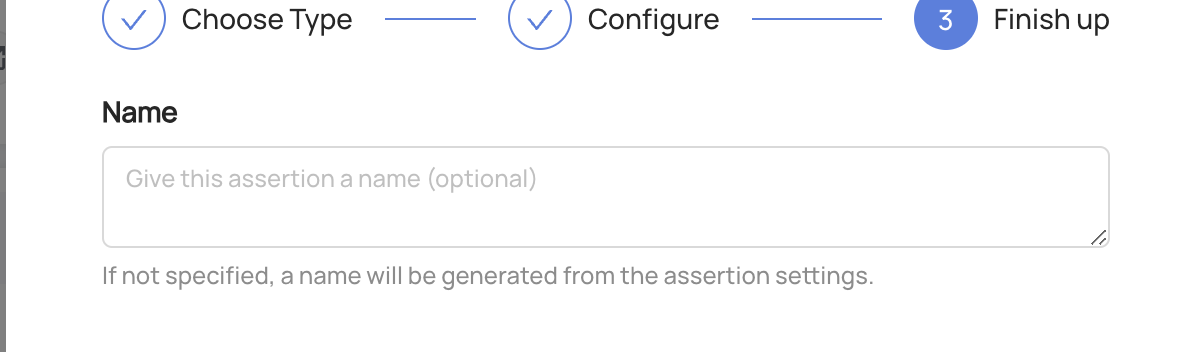 Choose Type Configure 3 Finish up
Name
Give this assertion a name (optional)
If not specified, a name will be generated from the assertion settings.